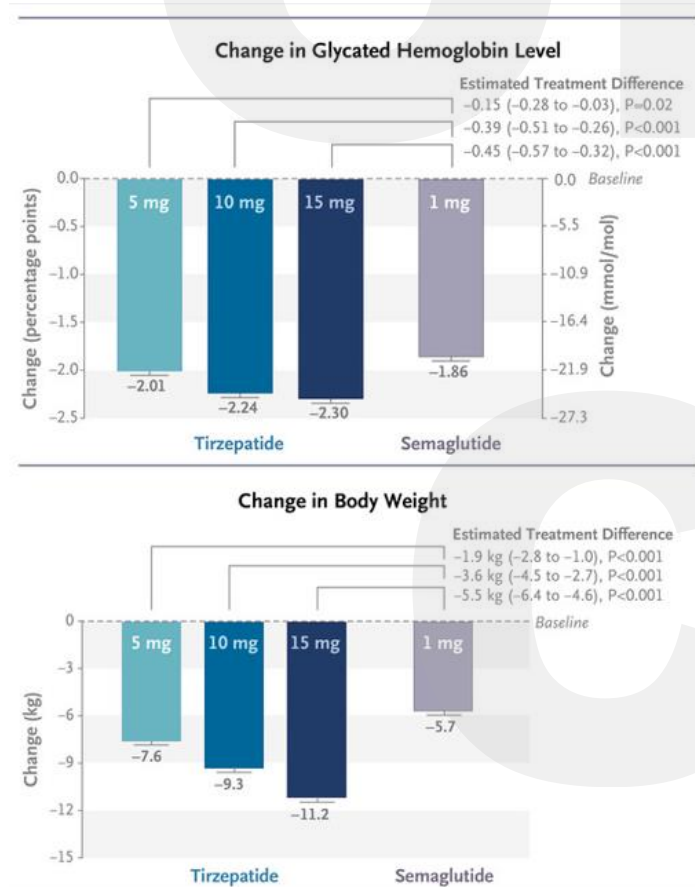 Change in Glycated Hemoglobin Level
Estimated Treatment Difference
–0.15 (–0.28 to –0.03), P=0.02
–0.39 (–0.51 to –0.26), P<0.001
–0.45 (–0.57 to –0.32), P<0.001
0.0
0.0 Baseline
5 mg
10 mg
15 mg
1 mg
–0.5
–5.5
–1.0
–10.9
–1.5
–16.4
–2.0
–21.9
–2.5
–27.3
Change (percentage points)
Change (mmol/mol)
–2.01
–2.24
–2.30
–1.86
Tirzepatide
Semaglutide
Change in Body Weight
Estimated Treatment Difference
–1.9 kg (–2.8 to –1.0), P<0.001
–3.6 kg (–4.5 to –2.7), P<0.001
–5.5 kg (–6.4 to –4.6), P<0.001
0
Baseline
5 mg
10 mg
15 mg
1 mg
–3
–6
–9
–12
–15
Change (kg)
–7.6
–9.3
–11.2
–5.7
Tirzepatide
Semaglutide